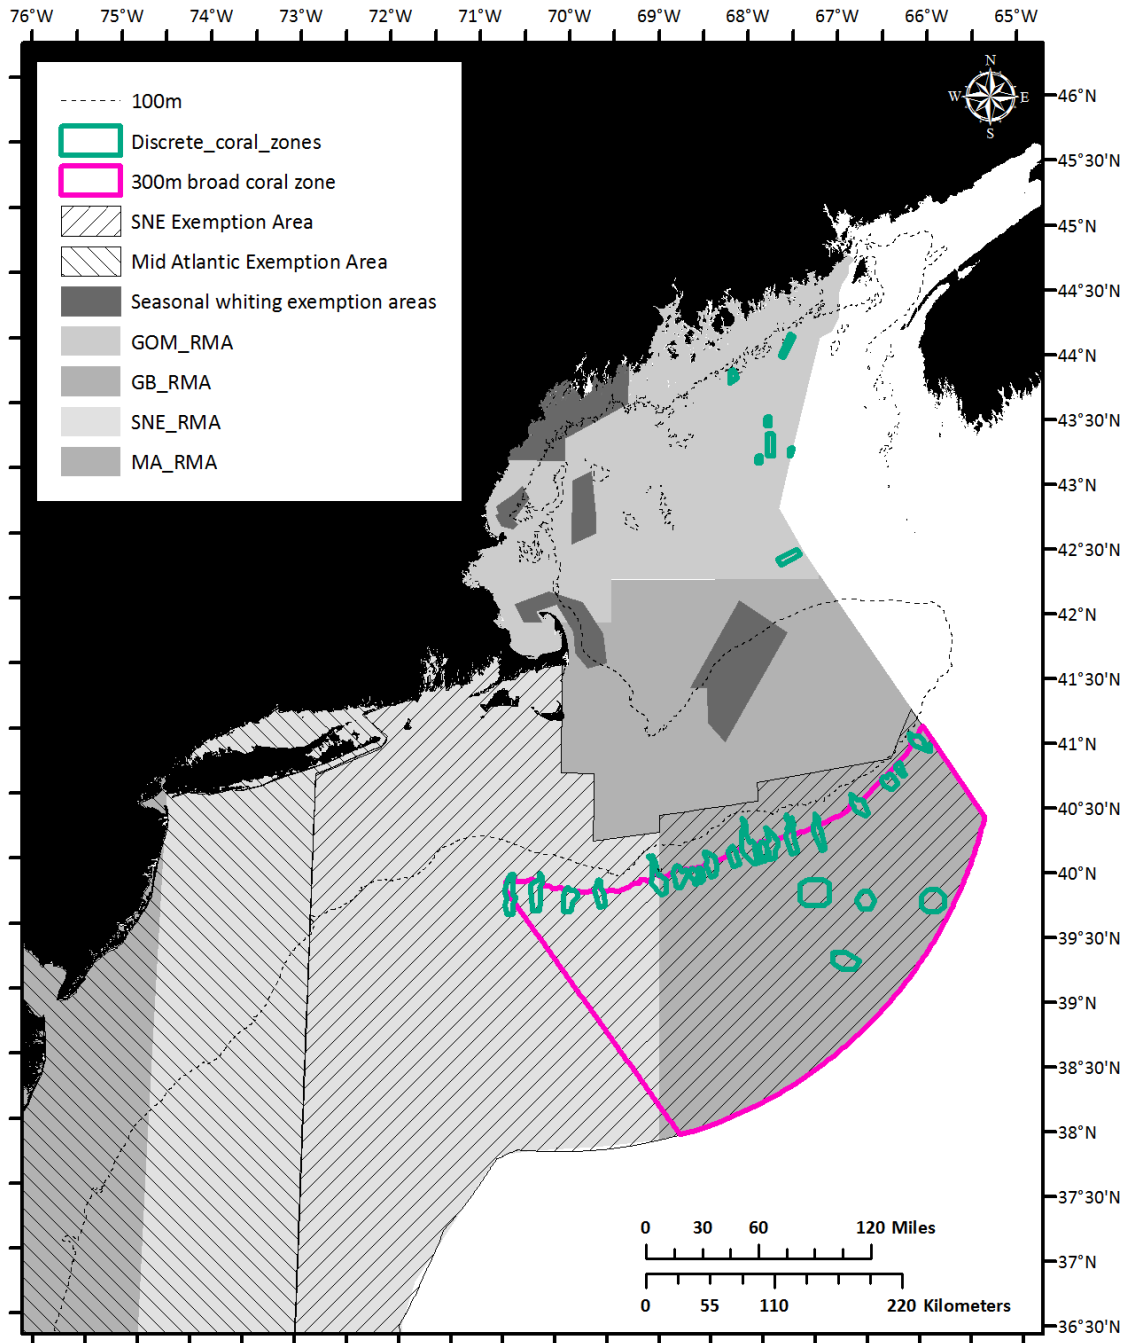 76°W 75°W 74°W 73°W 72°W 71°W 70°W 69°W 68°W 67°W 66°W 65°W
N
W E
S
100m
Discrete_coral_zones
300m broad coral zone
SNE Exemption Area
Mid Atlantic Exemption Area
Seasonal whiting exemption areas
GOM_RMA
GB_RMA
SNE_RMA
MA_RMA
46°N
45°30'N
45°N
44°30'N
44°N
43°30'N
43°N
42°30'N
42°N
41°30'N
41°N
40°30'N
40°N
39°30'N
39°N
38°30'N
38°N
37°30'N
37°N
36°30'N
0 30 60 120 Miles
0 55 110 220 Kilometers